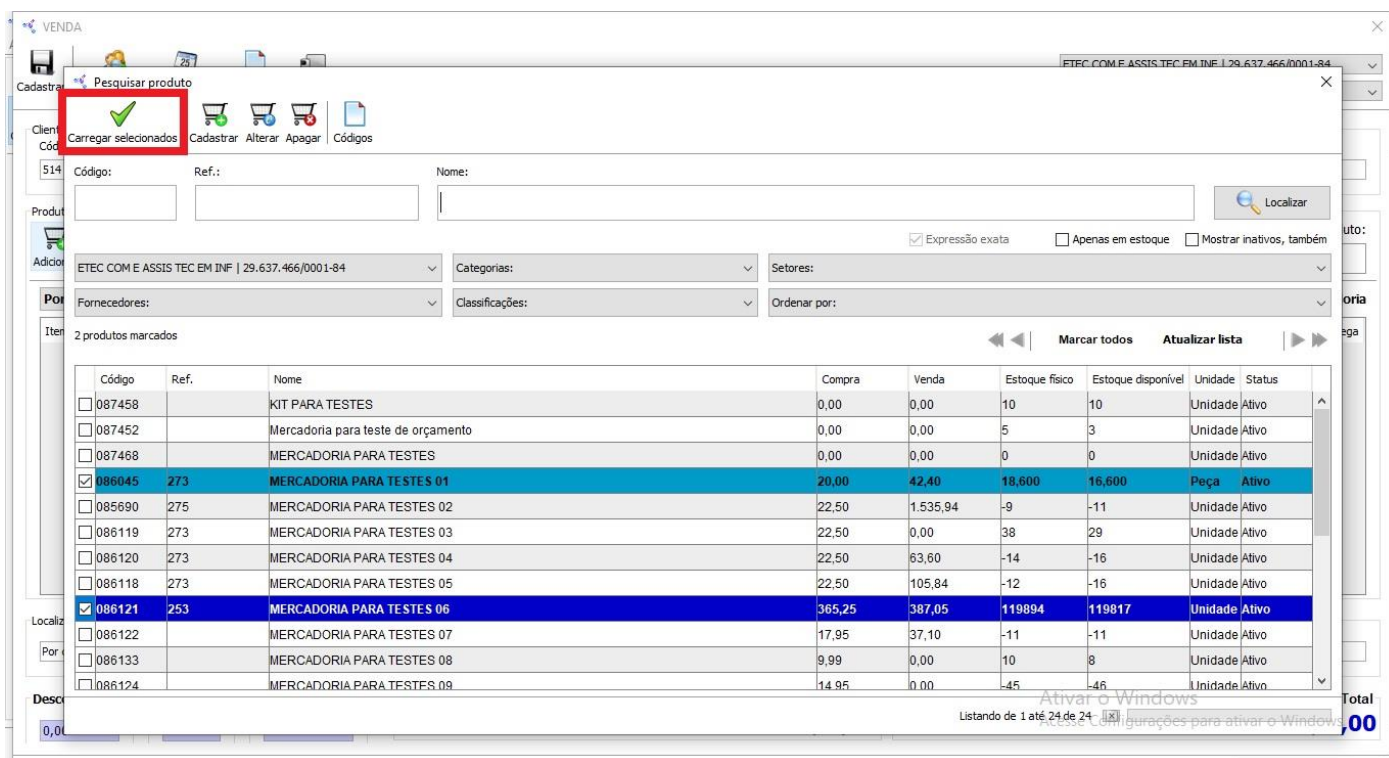 VENDA
25
ETEC COM E ASSIS TEC EM INF | 29.637.466/0001-84
Pesquisar produto
Carregar selecionados Cadastrar Alterar Apagar Códigos
514
Código: Ref.: Nome:
Localizar
Expressão exata Apenas em estoque Mostrar inativos, também
ETEC COM E ASSIS TEC EM INF | 29.637.466/0001-84 Categorias: Setores:
Fornecedores: Classificações: Ordenar por:
2 produtos marcados Marcar todos Atualizar lista
Código Ref. Nome Compra Venda Estoque físico Estoque disponível Unidade Status
087458 KIT PARA TESTES 0,00 0,00 10 10 Unidade Ativo
087452 Mercadoria para teste de orçamento 0,00 0,00 5 3 Unidade Ativo
087468 MERCADORIA PARA TESTES 0,00 0,00 0 0 Unidade Ativo
086045 273 MERCADORIA PARA TESTES 01 20,00 42,40 18,600 16,600 Peça Ativo
085690 275 MERCADORIA PARA TESTES 02 22,50 1.535,94 -9 -11 Unidade Ativo
086119 273 MERCADORIA PARA TESTES 03 22,50 0,00 38 29 Unidade Ativo
086120 273 MERCADORIA PARA TESTES 04 22,50 63,60 -14 -16 Unidade Ativo
086118 273 MERCADORIA PARA TESTES 05 22,50 105,84 -12 -16 Unidade Ativo
086121 253 MERCADORIA PARA TESTES 06 365,25 387,05 119894 119817 Unidade Ativo
086122 MERCADORIA PARA TESTES 07 17,95 37,10 -11 -11 Unidade Ativo
086133 MERCADORIA PARA TESTES 08 9,99 0,00 10 8 Unidade Ativo
086124 MERCADORIA PARA TESTES 09 14,95 0,00 -45 -46 Unidade Ativo
Ativar o Windows
Listando de 1 até 24 de 24
Acesse Configurações para ativar o Windows.
Total
,00